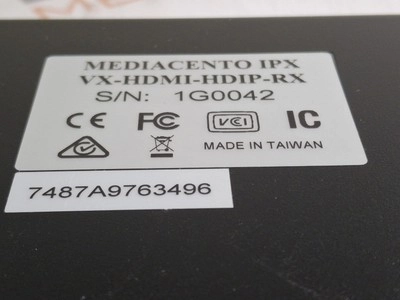 MEDIACENTO IPX
VX-HDMI-HDIP-RX
S/N: 1G0042
CE FC VCI IC
MADE IN TAIWAN
7487A9763496